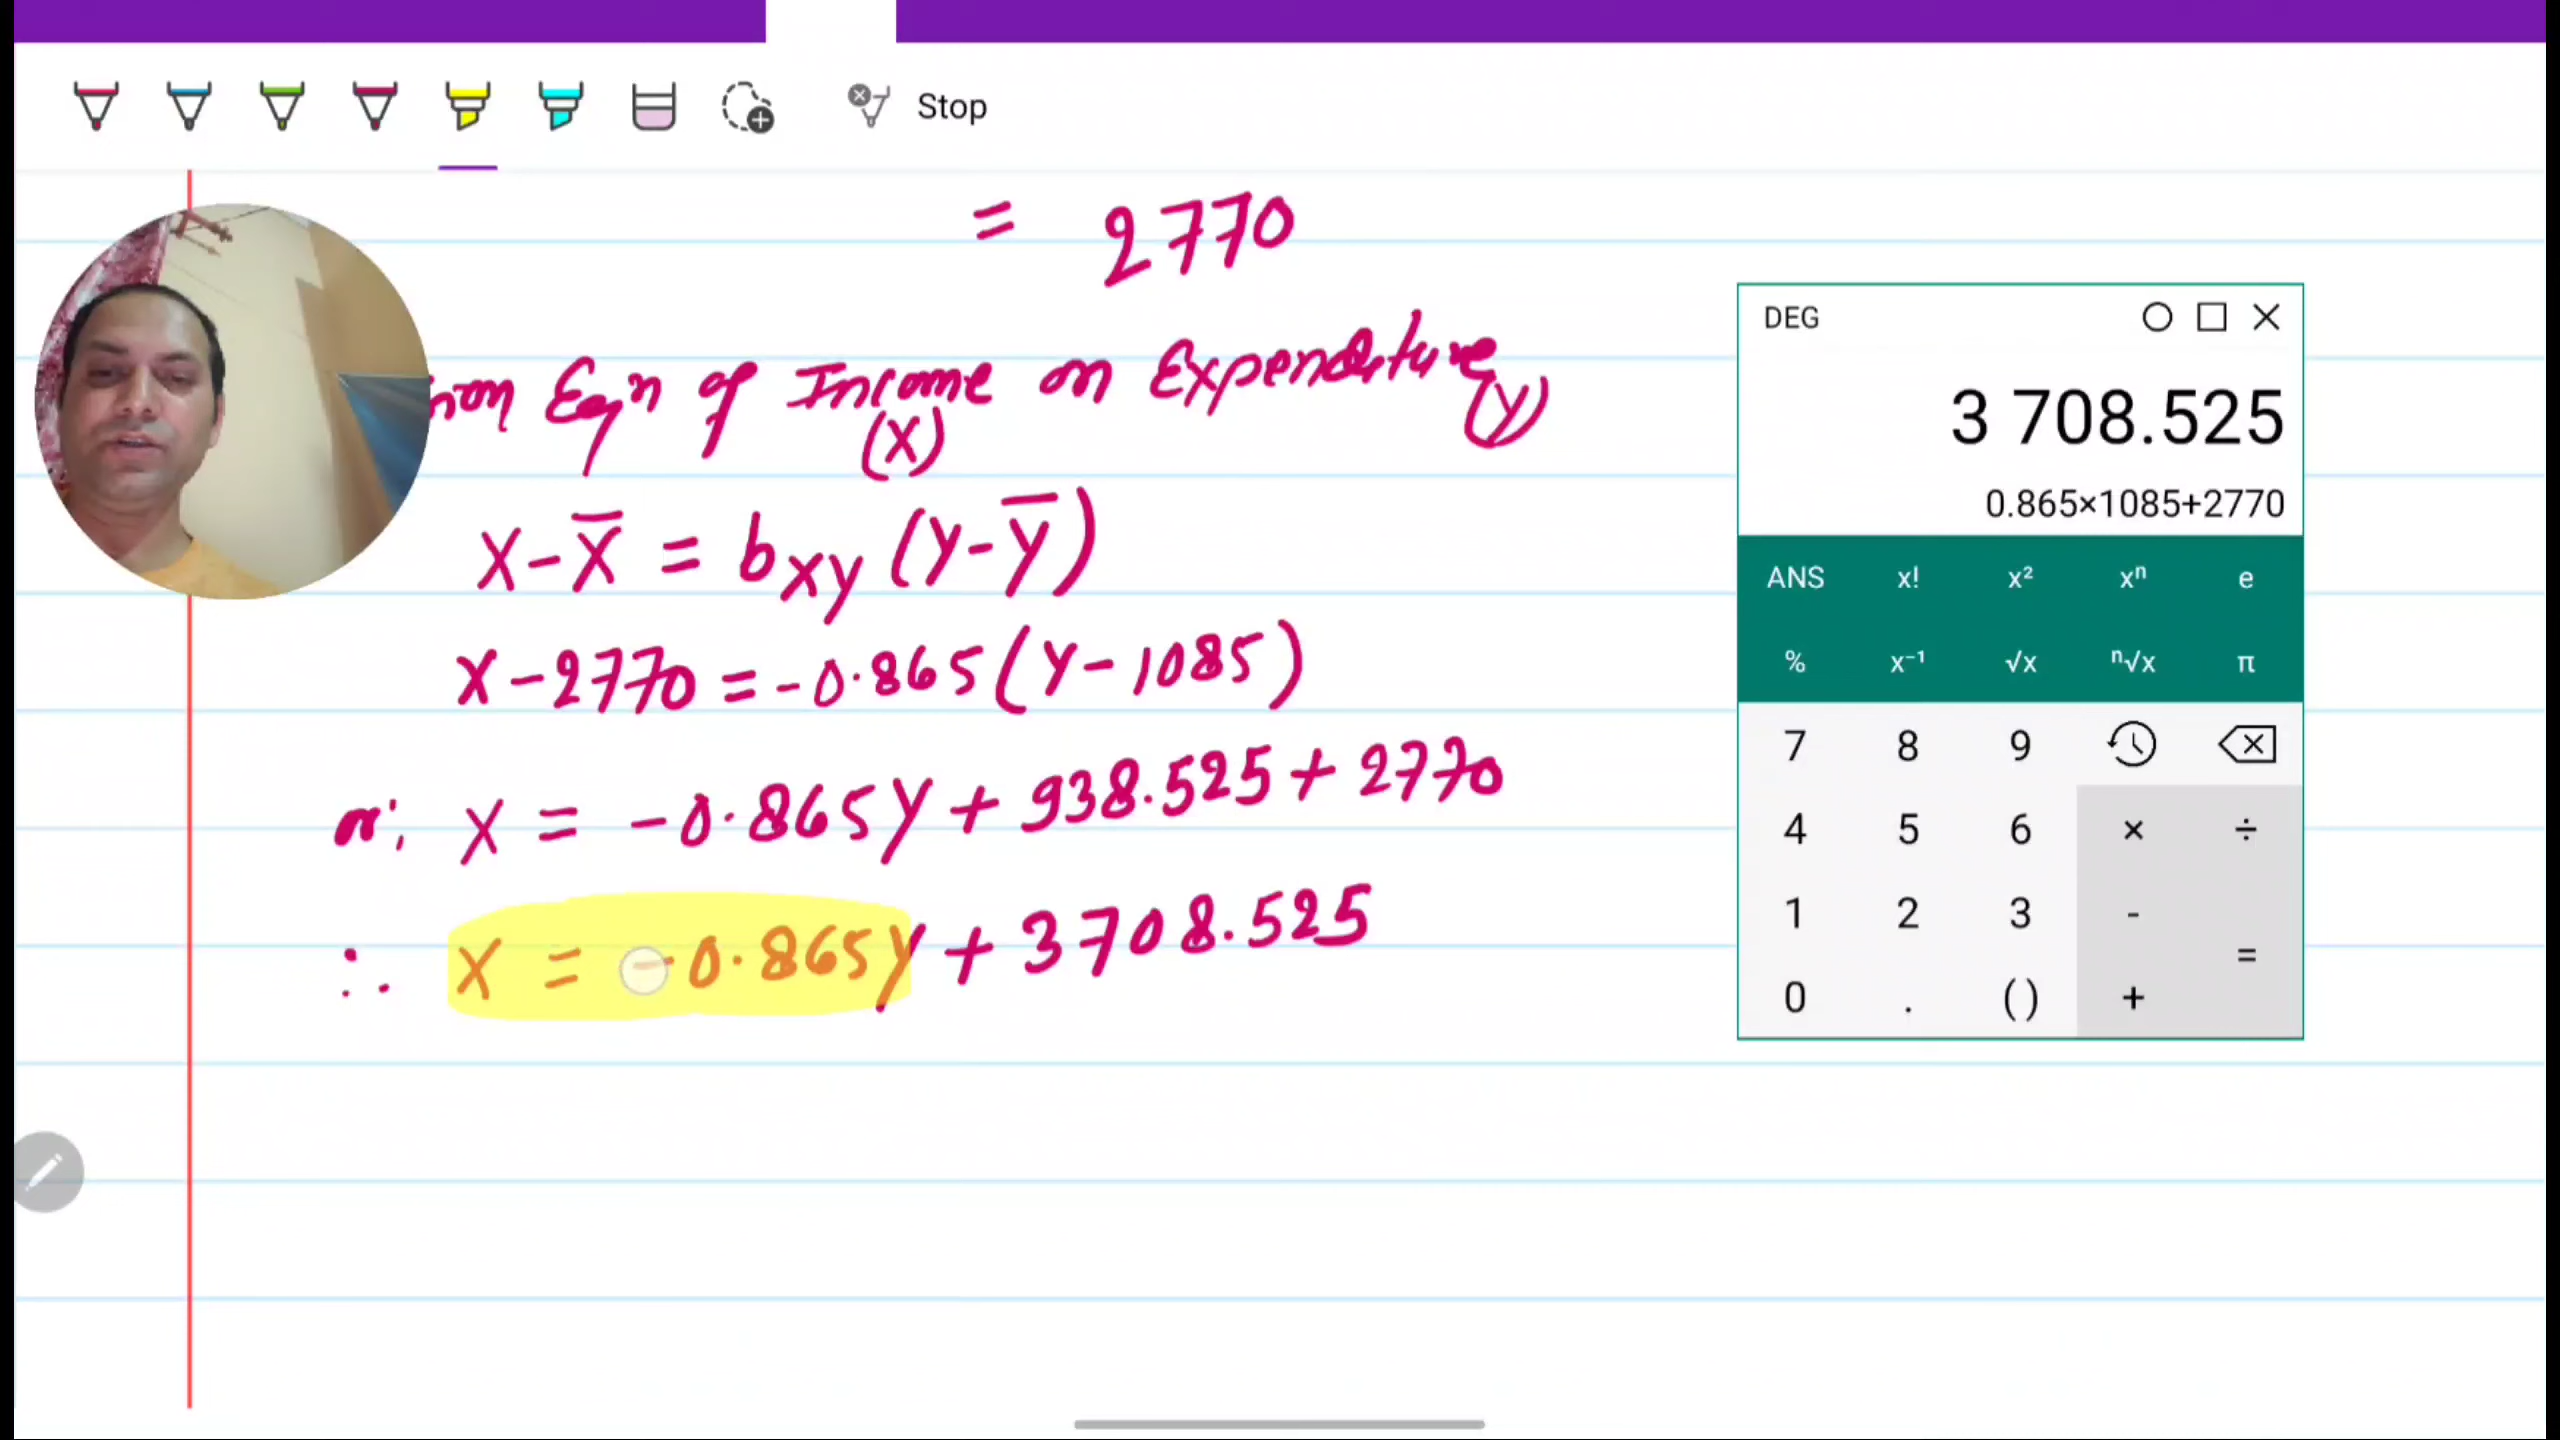 Stop
= 2770
Eqn of Income on Expenditure
(X) (Y)
X - X̅ = bxy (Y - Y̅)
X - 2770 = -0.865 (Y - 1085)
or, X = -0.865Y + 938.525 + 2770
∴ X = -0.865Y + 3708.525
DEG
3 708.525
0.865×1085+2770
ANS x! x² xⁿ e
% x⁻¹ √x ⁿ√x π
7 8 9
4 5 6 × ÷
1 2 3 - =
0 . ( ) +